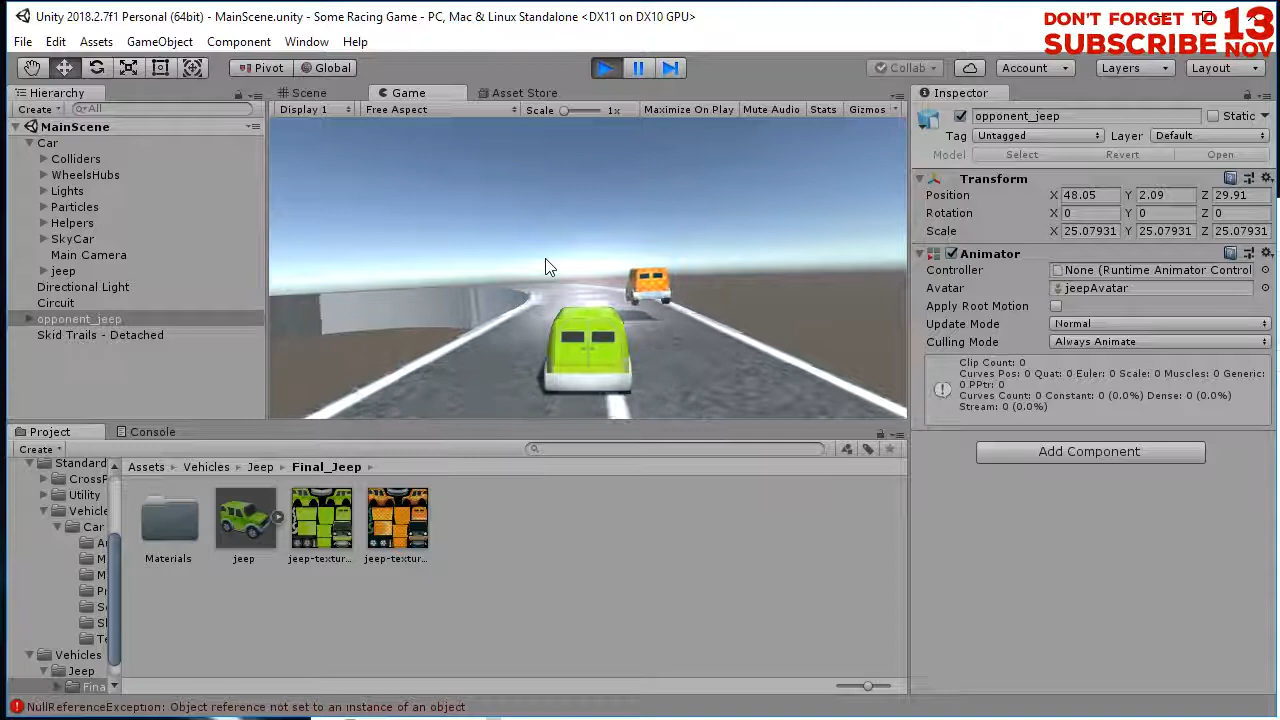 Unity 2018.2.7f1 Personal (64bit) - MainScene.unity - Some Racing Game - PC, Mac & Linux Standalone <DX11 on DX10 GPU>
DON'T FORGET TO
SUBSCRIBE
13
NOV
File Edit Assets GameObject Component Window Help
Pivot Global Collab Account Layers Layout
Hierarchy
Create All
MainScene
Car
Colliders
WheelsHubs
Lights
Particles
Helpers
SkyCar
Main Camera
jeep
Directional Light
Circuit
opponent_jeep
Skid Trails - Detached
Scene Game Asset Store
Display 1 Free Aspect Scale 1x Maximize On Play Mute Audio Stats Gizmos
Inspector
opponent_jeep Static
Tag Untagged Layer Default
Model Select Revert Open
Transform
Position X 48.05 Y 2.09 Z 29.91
Rotation X 0 Y 0 Z 0
Scale X 25.07931 Y 25.07931 Z 25.07931
Animator
Controller None (Runtime Animator Control
Avatar jeepAvatar
Apply Root Motion
Update Mode Normal
Culling Mode Always Animate
Clip Count: 0
Curves Pos: 0 Quat: 0 Euler: 0 Scale: 0 Muscles: 0 Generic:
0 PPtr: 0
Curves Count: 0 Constant: 0 (0.0%) Dense: 0 (0.0%)
Stream: 0 (0.0%)
Add Component
Project Console
Create
Standard
CrossP
Utility
Vehicle
Car
A
M
M
P
S
S
T
Vehicles
Jeep
Fina
Assets Vehicles Jeep Final_Jeep
Materials jeep jeep-textur... jeep-textur...
NullReferenceException: Object reference not set to an instance of an object